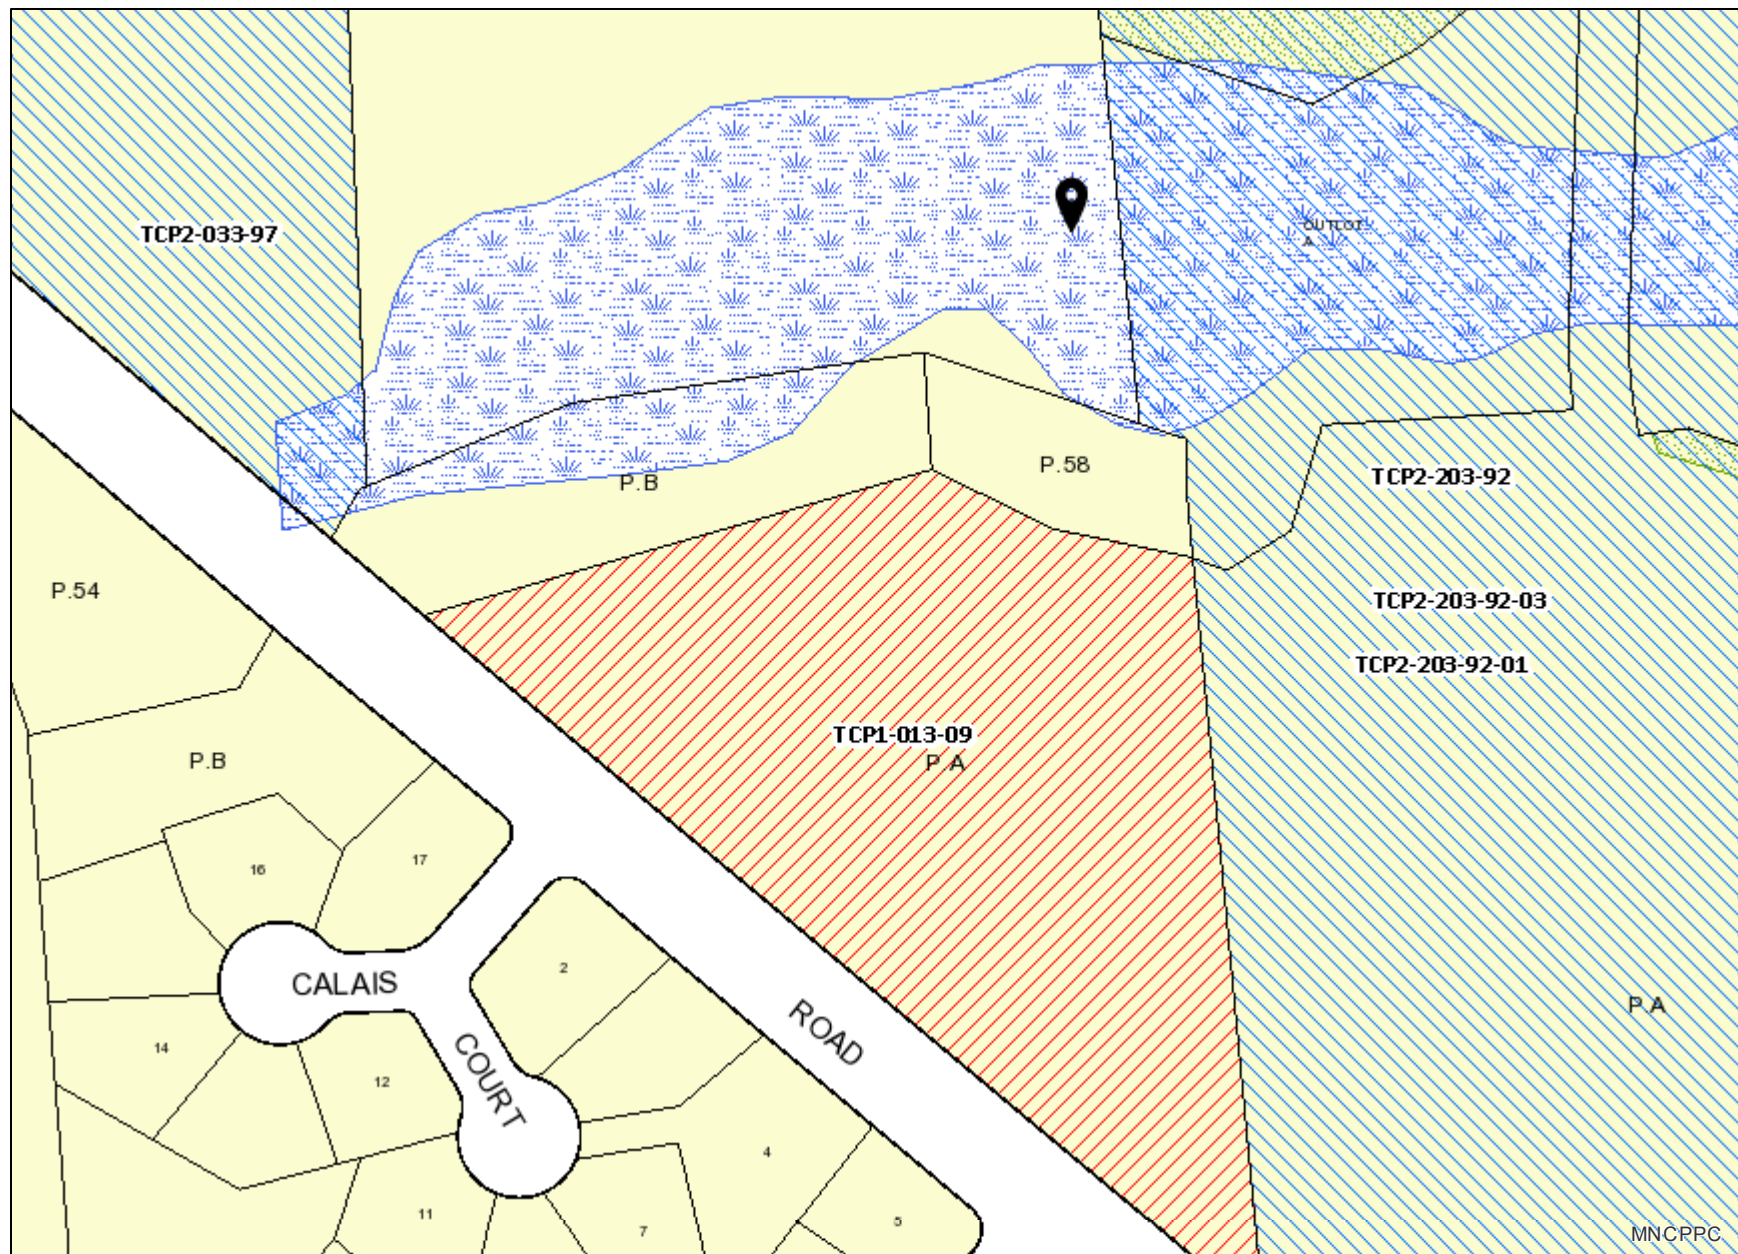 TCP2-033-97
OUTLOT
A
P.58
TCP2-203-92
P.B
P.54
TCP2-203-92-03
TCP2-203-92-01
TCP1-013-09
P.A
P.B
17
16
2
CALAIS
COURT
ROAD
P.A
14
12
4
11
7
5
MNCPPC